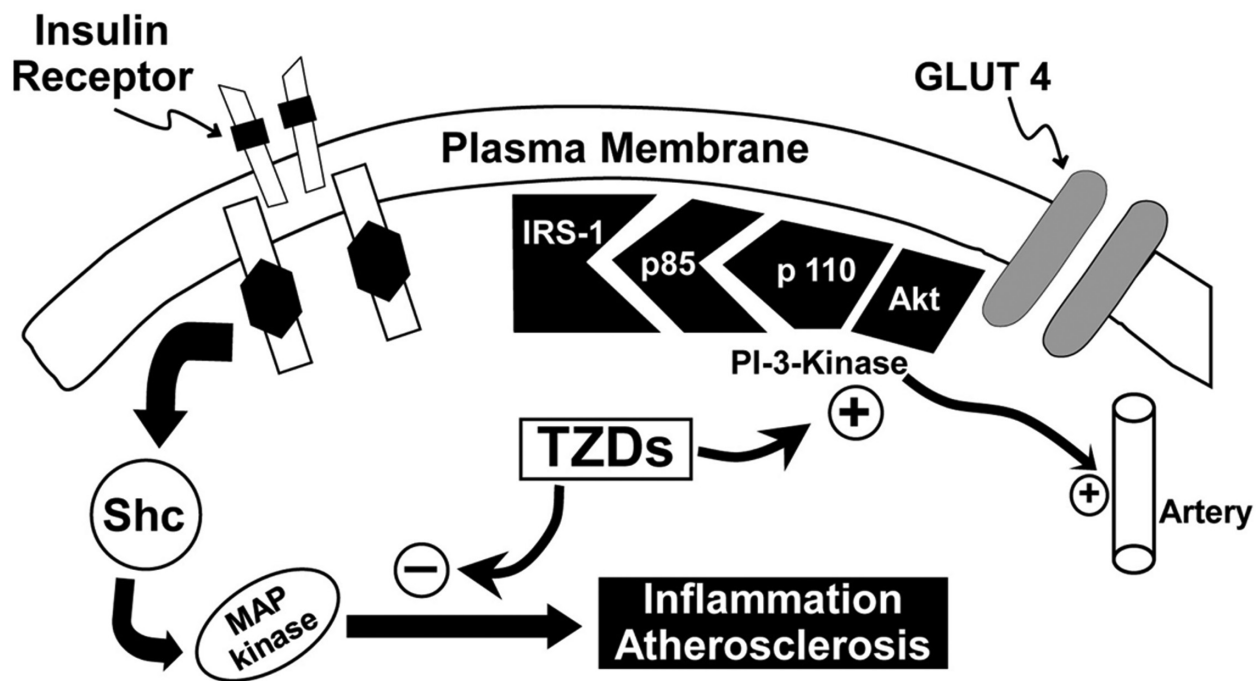 Insulin
Receptor
GLUT 4
Plasma Membrane
IRS-1
p85
p 110
Akt
PI-3-Kinase
+
TZDs
+
Artery
Shc
−
MAP
kinase
Inflammation
Atherosclerosis